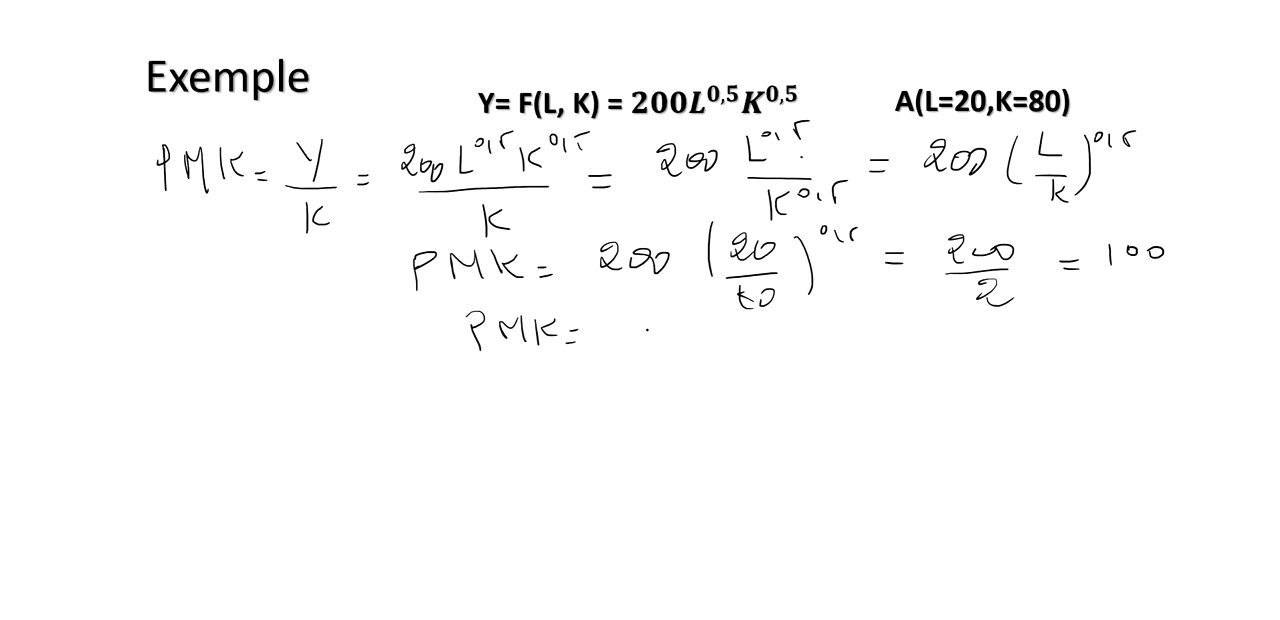 Exemple
Y= F(L, K) = 200L^0,5 K^0,5 A(L=20,K=80)
PMK = Y/K = 200 L^0,5 K^0,5 / K = 200 L^0,5 / K^0,5 = 200 (L/K)^0,5
PMK = 200 (20/80)^0,5 = 200/2 = 100
PMK =